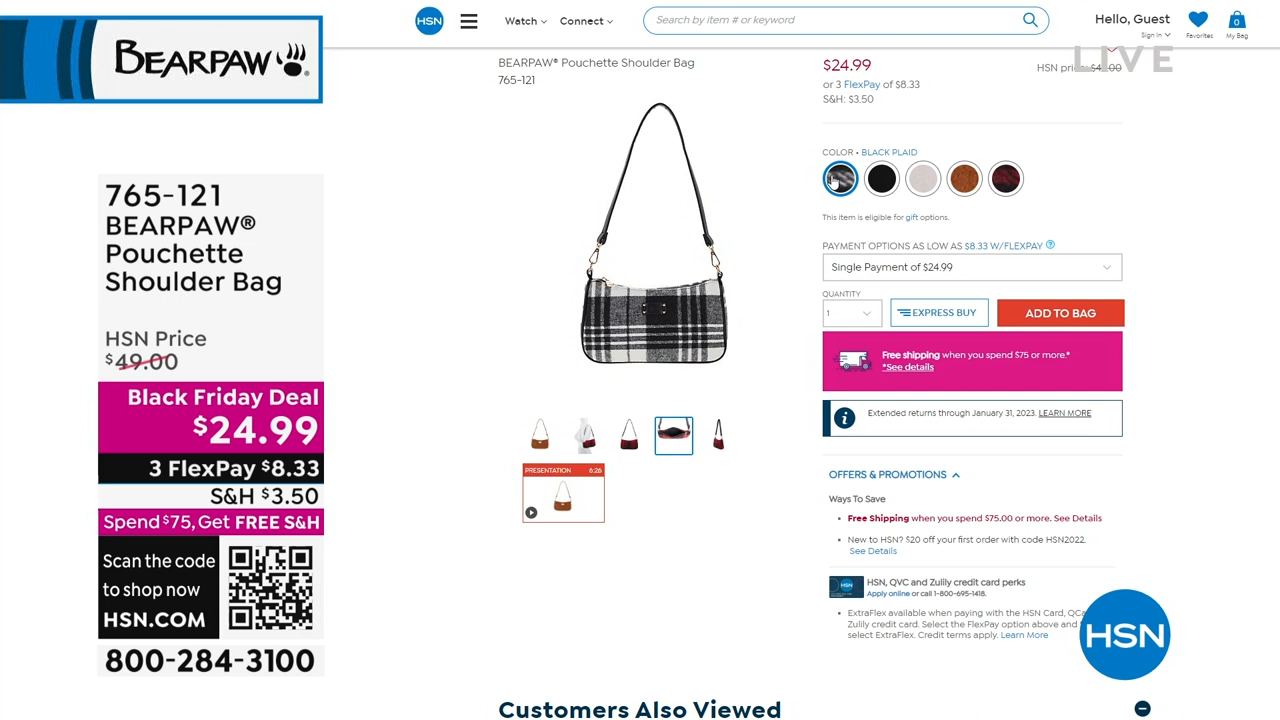 BEARPAW®
765-121
BEARPAW®
Pouchette
Shoulder Bag
HSN Price
$49.00
Black Friday Deal
$24.99
3 FlexPay $8.33
S&H $3.50
Spend $75, Get FREE S&H
Scan the code
to shop now
HSN.COM
800-284-3100
HSN
Watch
Connect
Search by item # or keyword
Hello, Guest
Sign in
Favorites
0
My Bag
LIVE
BEARPAW® Pouchette Shoulder Bag
765-121
$24.99
HSN price:
or 3 FlexPay of $8.33
S&H: $3.50
COLOR • BLACK PLAID
This item is eligible for gift options.
PAYMENT OPTIONS AS LOW AS $8.33 W/FLEXPAY ?
Single Payment of $24.99
QUANTITY
1
EXPRESS BUY
ADD TO BAG
Free shipping when you spend $75 or more.*
*See details
i
Extended returns through January 31, 2023. LEARN MORE
PRESENTATION 6:26
OFFERS & PROMOTIONS
Ways To Save
• Free Shipping when you spend $75.00 or more. See Details
• New to HSN? $20 off your first order with code HSN2022.
See Details
HSN
HSN, QVC and Zulily credit card perks
Apply online or call 1-800-695-1418.
• ExtraFlex available when paying with the HSN Card, QCard
Zulily credit card. Select the FlexPay option above and
select ExtraFlex. Credit terms apply. Learn More
HSN
Customers Also Viewed